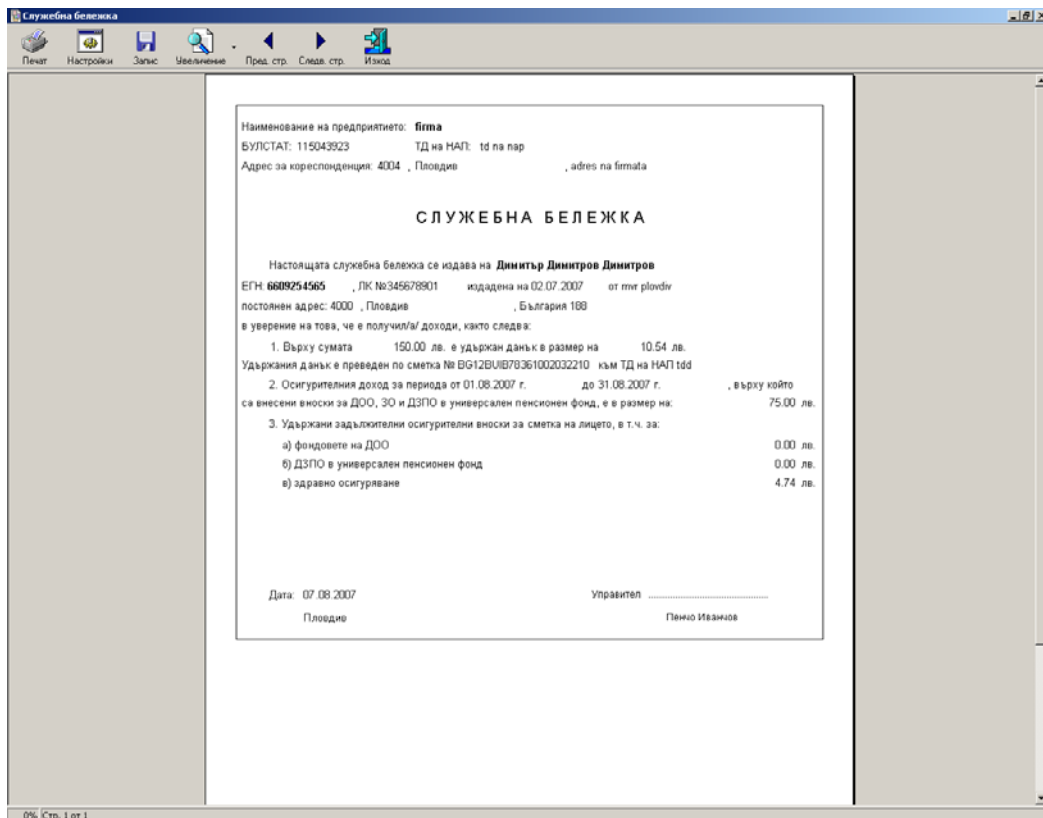 Служебна бележка
Печат Настройки Запис Увеличение Пред. стр. Следв. стр. Изход
Наименование на предприятието: firma
БУЛСТАТ: 115043923 ТД на НАП: td na nap
Адрес за кореспонденция: 4004 , Пловдив , adres na firmata
СЛУЖЕБНА БЕЛЕЖКА
Настоящата служебна бележка се издава на Димитър Димитров Димитров
ЕГН: 6609254565 , ЛК №345678901 издадена на 02.07.2007 от mvr plovdiv
постоянен адрес: 4000 , Пловдив , България 188
в уверение на това, че е получил/а/ доходи, както следва:
1. Върху сумата 150.00 лв. е удържан данък в размер на 10.54 лв.
Удържания данък е преведен по сметка № BG12BUIB78361002032210 към ТД на НАП tdd
2. Осигурителния доход за периода от 01.08.2007 г. до 31.08.2007 г. , върху който
са внесени вноски за ДОО, ЗО и ДЗПО в универсален пенсионен фонд, е в размер на: 75.00 лв.
3. Удържани задължителни осигурителни вноски за сметка на лицето, в т.ч. за:
а) фондовете на ДОО 0.00 лв.
б) ДЗПО в универсален пенсионен фонд 0.00 лв.
в) здравно осигуряване 4.74 лв.
Дата: 07.08.2007 Управител ................................................
Пловдив Пенчо Иванчов
0% Стр. 1 от 1